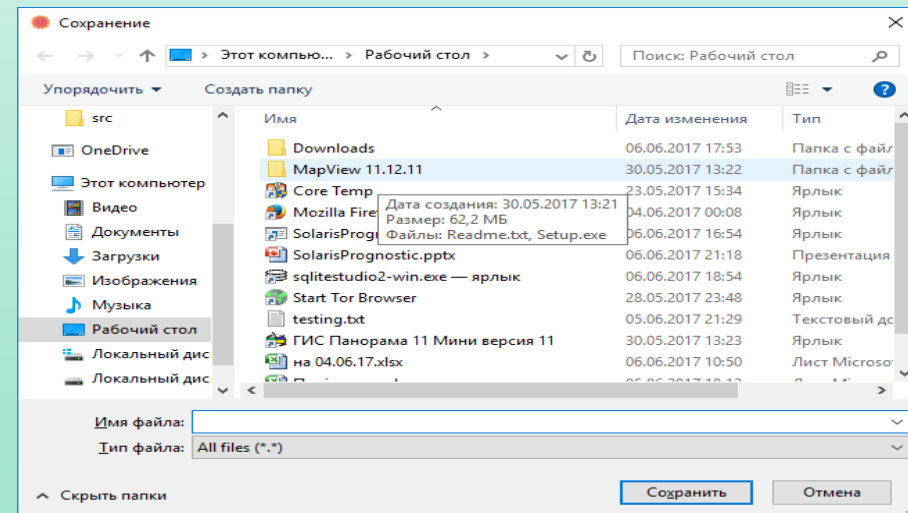 Сохранение
Этот компью... > Рабочий стол >
Поиск: Рабочий стол
Упорядочить
Создать папку
Имя Дата изменения Тип
src
OneDrive
Этот компьютер
Видео
Документы
Загрузки
Изображения
Музыка
Рабочий стол
Локальный дис
Локальный дис
Downloads 06.06.2017 17:53 Папка с файл
MapView 11.12.11 30.05.2017 13:22 Папка с файл
Core Temp 23.05.2017 15:34 Ярлык
Mozilla Fire 04.06.2017 00:08 Ярлык
SolarisProg 06.06.2017 16:54 Ярлык
SolarisPrognostic.pptx 06.06.2017 21:18 Презентация
sqlitestudio2-win.exe — ярлык 06.06.2017 18:54 Ярлык
Start Tor Browser 28.05.2017 23:48 Ярлык
testing.txt 05.06.2017 21:29 Текстовый до
ГИС Панорама 11 Мини версия 11 30.05.2017 13:23 Ярлык
на 04.06.17.xlsx 06.06.2017 10:50 Лист Microso
Дата создания: 30.05.2017 13:21
Размер: 62,2 МБ
Файлы: Readme.txt, Setup.exe
Имя файла:
Тип файла: All files (*.*)
Скрыть папки
Сохранить
Отмена